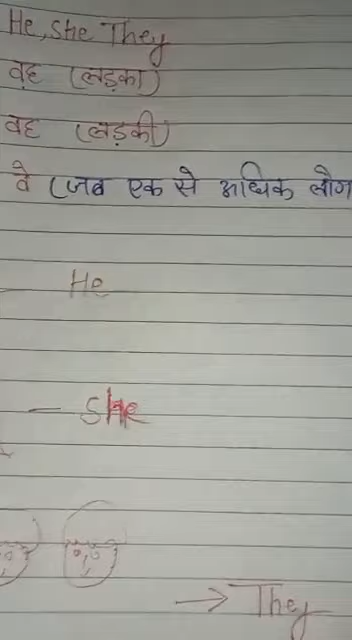 He, She They
वह (लड़का)
वह (लड़की)
वे (जब एक से अधिक लोग
He
— She
→ They